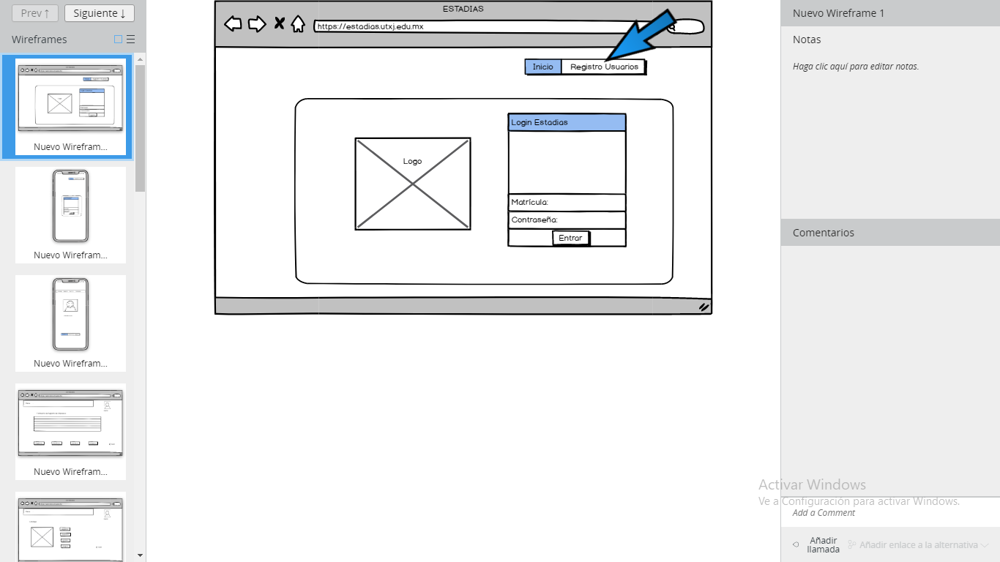 Prev ↑
Siguiente ↓
Wireframes
Nuevo Wirefram...
Nuevo Wirefram...
Nuevo Wirefram...
Nuevo Wirefram...
ESTADIAS
https://estadias.utxj.edu.mx
Inicio
Registro Usuarios
Logo
Login Estadias
Matrícula:
Contraseña:
Entrar
Nuevo Wireframe 1
Notas
Haga clic aquí para editar notas.
Comentarios
Activar Windows
Ve a Configuración para activar Windows.
Add a Comment
Añadir
llamada
Añadir enlace a la alternativa